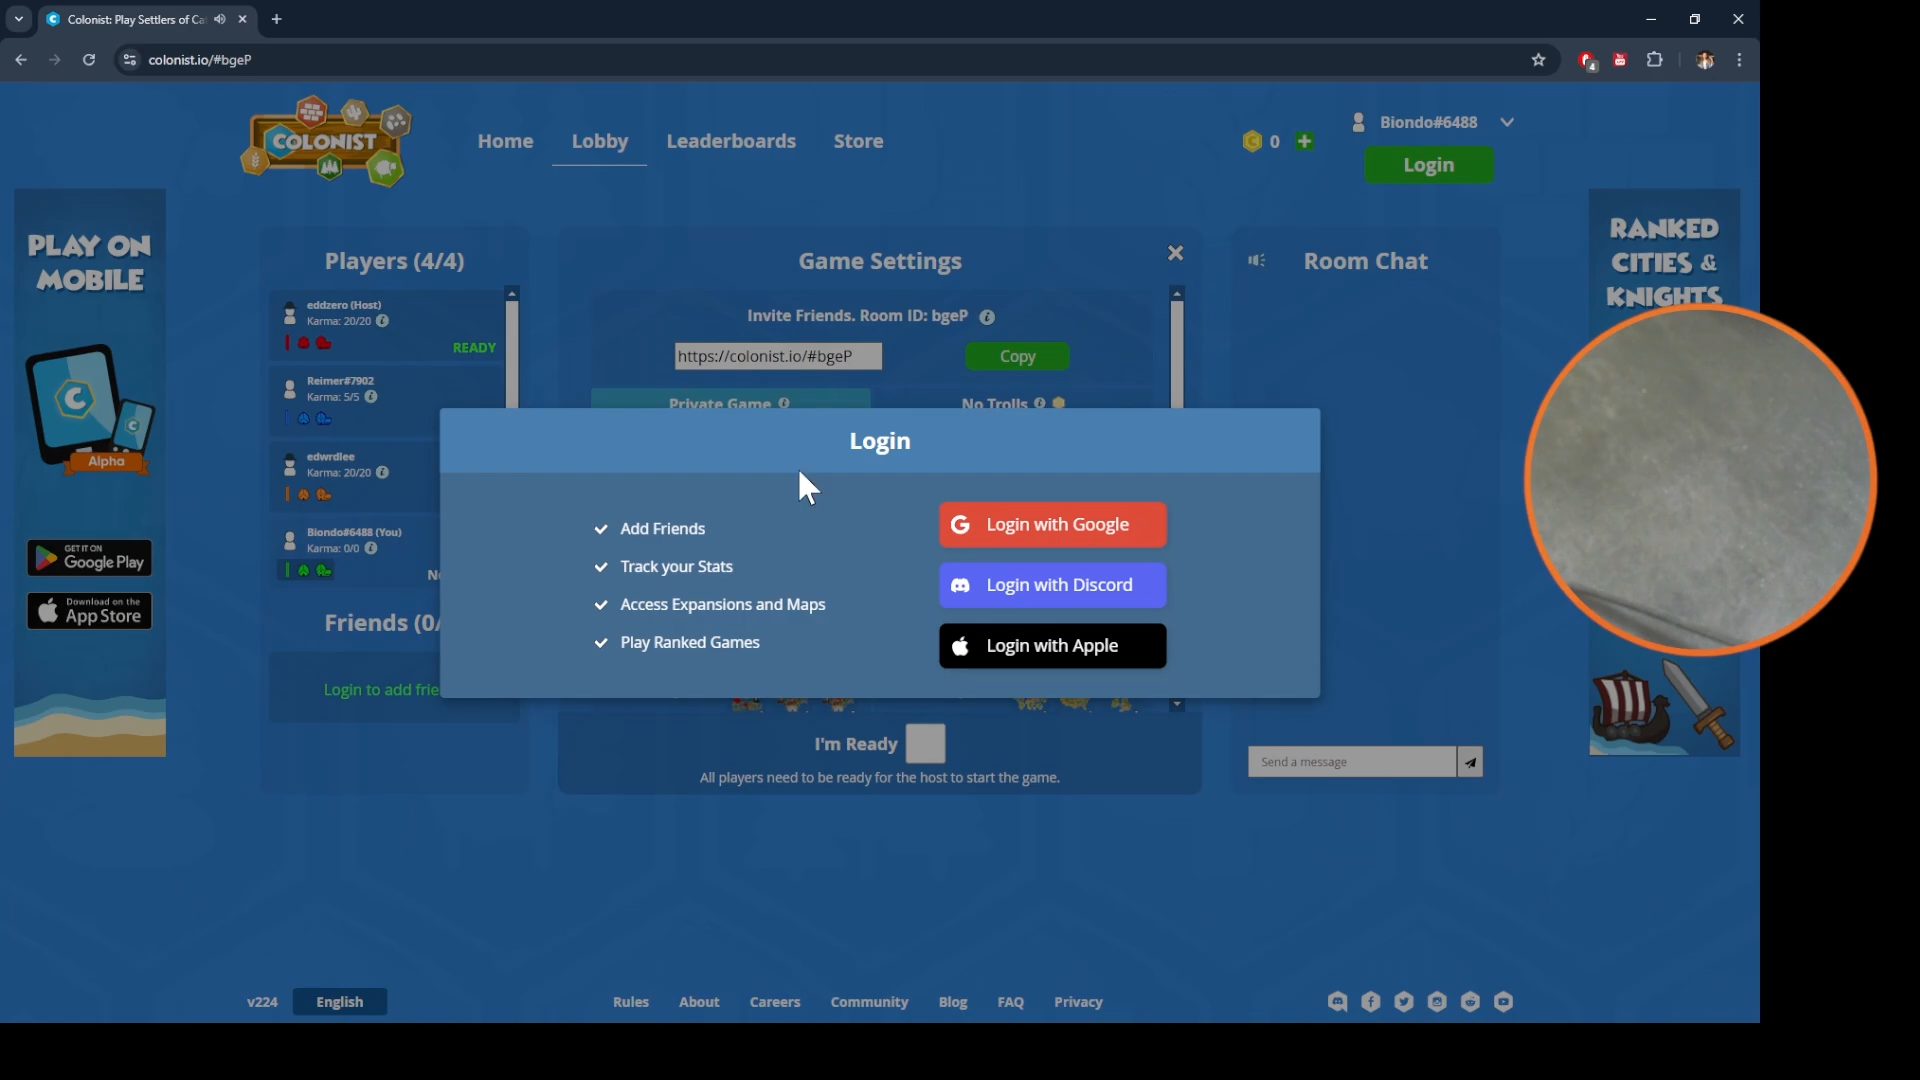 Colonist: Play Settlers of Ca
colonist.io/#bgeP
4
COLONIST
Home
Lobby
Leaderboards
Store
0
Biondo#6488
Login
PLAY ON
MOBILE
Alpha
GET IT ON
Google Play
Download on the
App Store
Players (4/4)
eddzero (Host)
Karma: 20/20
READY
Reimer#7902
Karma: 5/5
edwrdlee
Karma: 20/20
Biondo#6488 (You)
Karma: 0/0
Friends (0/
Login to add frie
Game Settings
Invite Friends. Room ID: bgeP
https://colonist.io/#bgeP
Copy
Private Game
No Trolls
Login
Add Friends
Track your Stats
Access Expansions and Maps
Play Ranked Games
Login with Google
Login with Discord
Login with Apple
I'm Ready
All players need to be ready for the host to start the game.
Room Chat
Send a message
RANKED
CITIES &
KNIGHTS
v224
English
Rules
About
Careers
Community
Blog
FAQ
Privacy